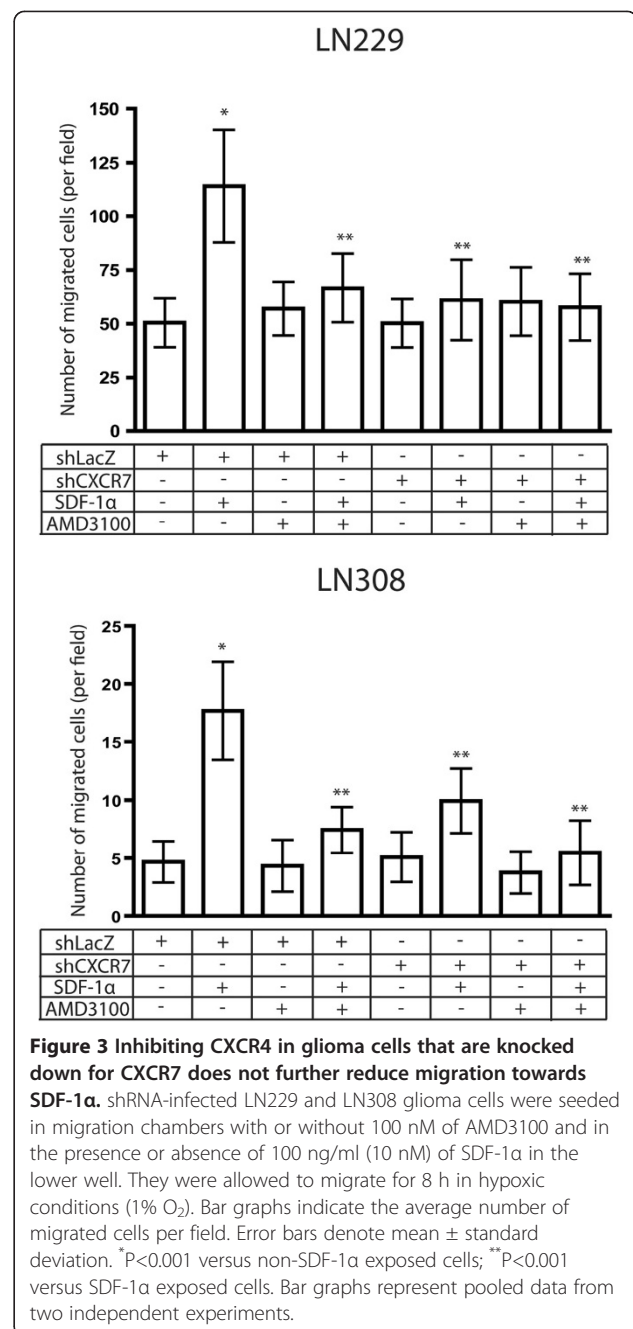 LN229
Number of migrated cells (per field)
150
125
100
75
50
25
0
*
**
**
**
shLacZ + + + + - - - -
shCXCR7 - - - - + + + +
SDF-1α - + - + - + - +
AMD3100 - - + + - - + +
LN308
Number of migrated cells (per field)
25
20
15
10
5
0
*
**
**
**
shLacZ + + + + - - - -
shCXCR7 - - - - + + + +
SDF-1α - + - + - + - +
AMD3100 - - + + - - + +
Figure 3 Inhibiting CXCR4 in glioma cells that are knocked
down for CXCR7 does not further reduce migration towards
SDF-1α. shRNA-infected LN229 and LN308 glioma cells were seeded
in migration chambers with or without 100 nM of AMD3100 and in
the presence or absence of 100 ng/ml (10 nM) of SDF-1α in the
lower well. They were allowed to migrate for 8 h in hypoxic
conditions (1% O₂). Bar graphs indicate the average number of
migrated cells per field. Error bars denote mean ± standard
deviation. *P<0.001 versus non-SDF-1α exposed cells; **P<0.001
versus SDF-1α exposed cells. Bar graphs represent pooled data from
two independent experiments.